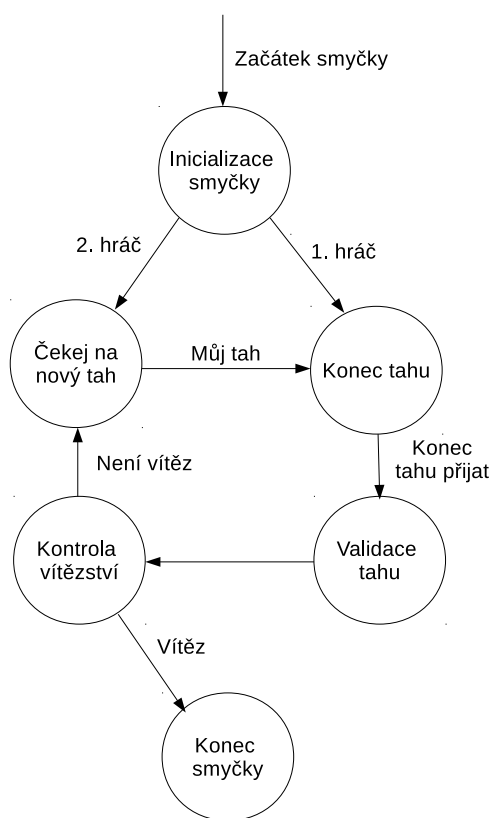 Začátek smyčky
Inicializace
smyčky
2. hráč
1. hráč
Čekej na
nový tah
Můj tah
Konec tahu
Konec
tahu přijat
Není vítěz
Kontrola
vítězství
Validace
tahu
Vítěz
Konec
smyčky